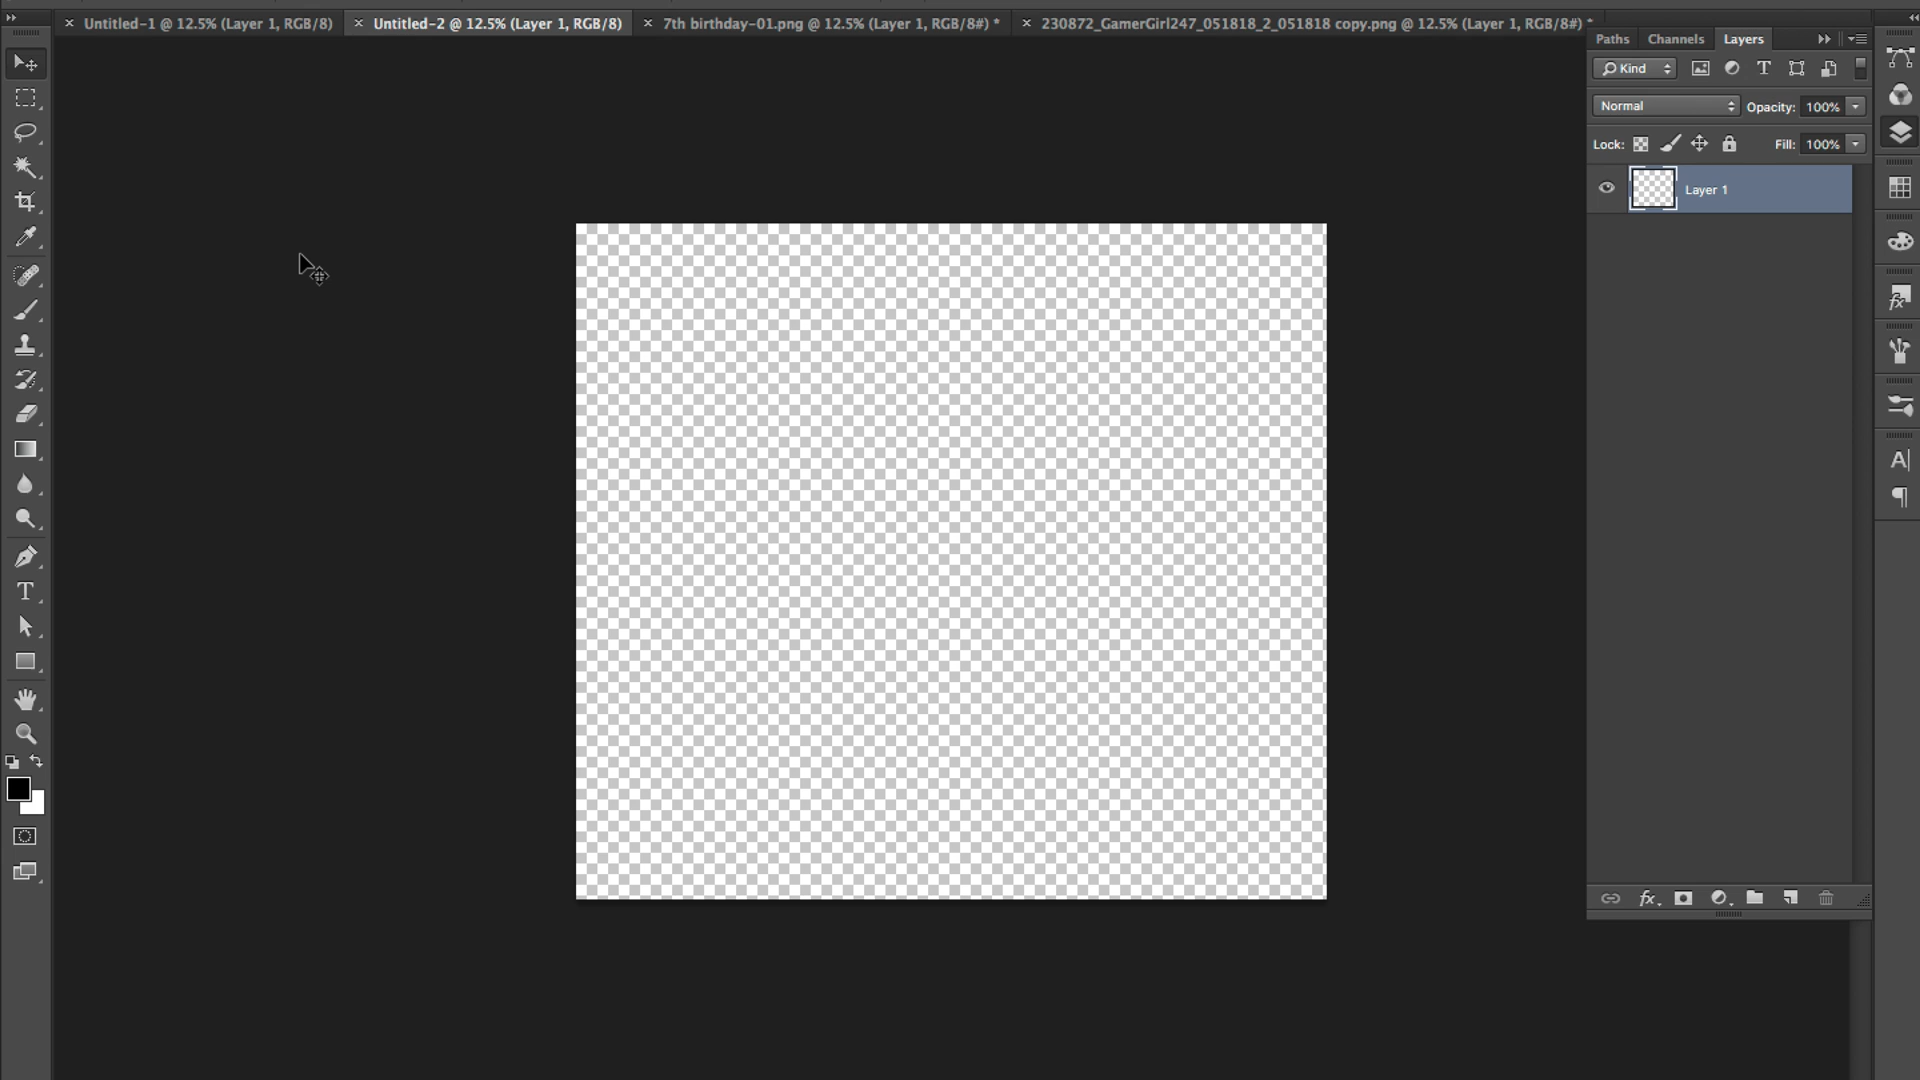 Untitled-1 @ 12.5% (Layer 1, RGB/8)
Untitled-2 @ 12.5% (Layer 1, RGB/8)
7th birthday-01.png @ 12.5% (Layer 1, RGB/8#) *
230872_GamerGirl247_051818_2_051818 copy.png @ 12.5% (Layer 1, RGB/8#) *
Paths Channels Layers
Kind
Normal Opacity: 100%
Lock: Fill: 100%
Layer 1